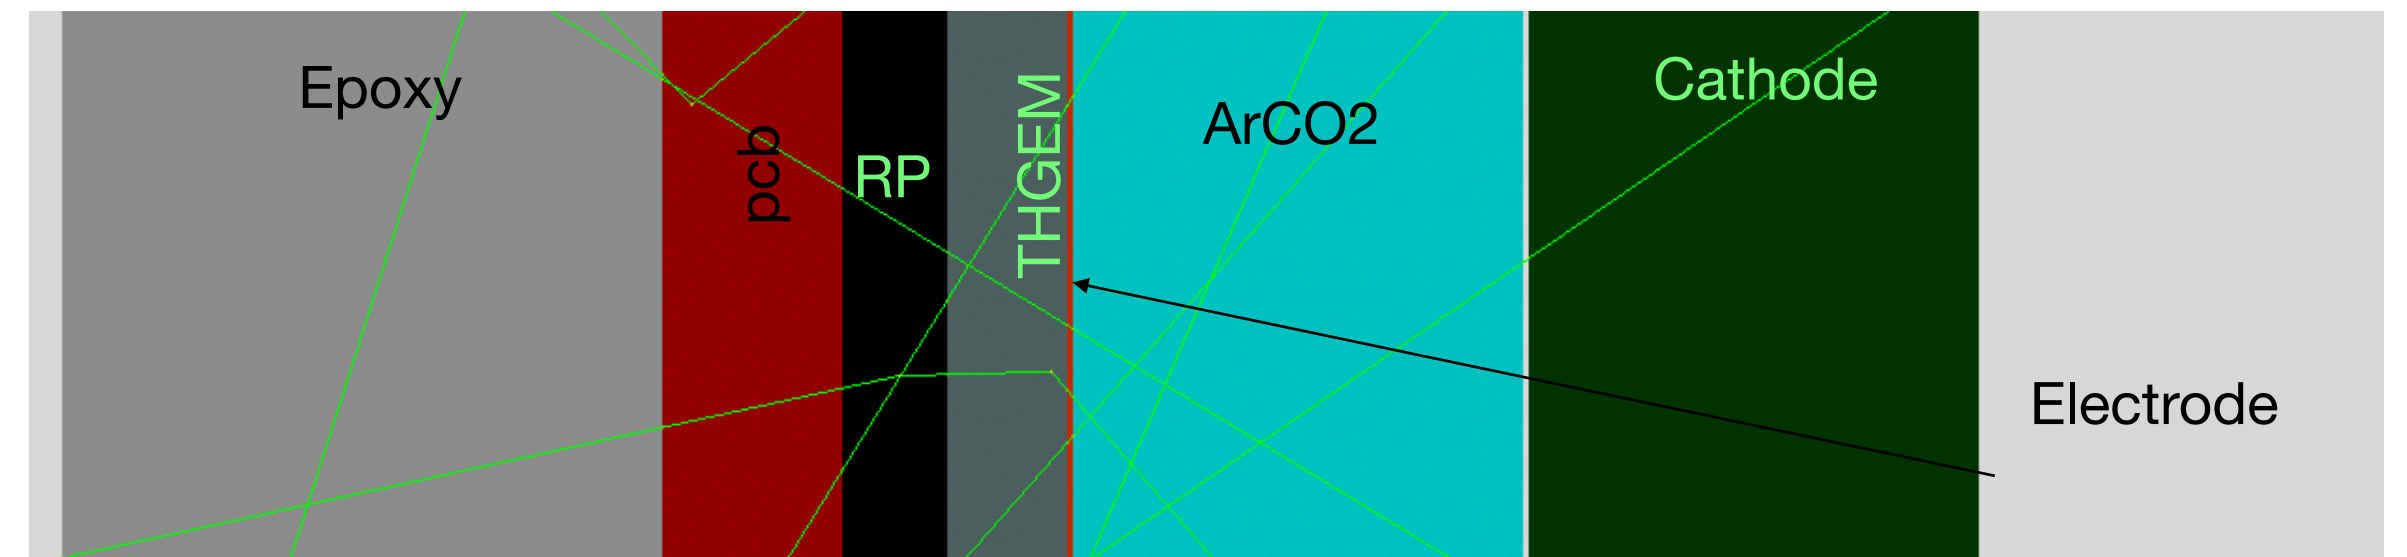 Epoxy
pcb
RP
THGEM
ArCO2
Cathode
Electrode